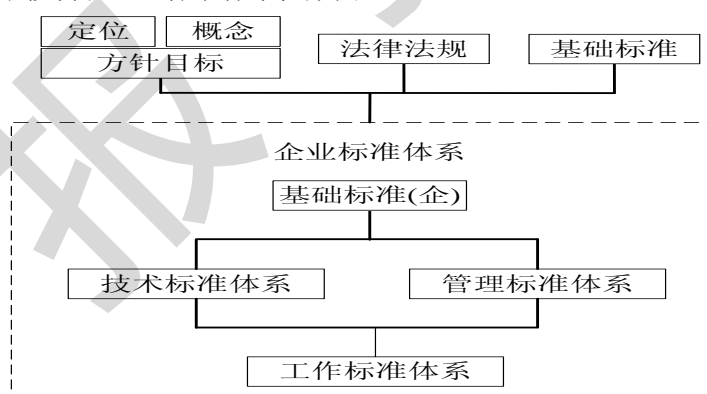 定位 概念 法律法规 基础标准
方针目标
企业标准体系
基础标准(企)
技术标准体系 管理标准体系
工作标准体系
报